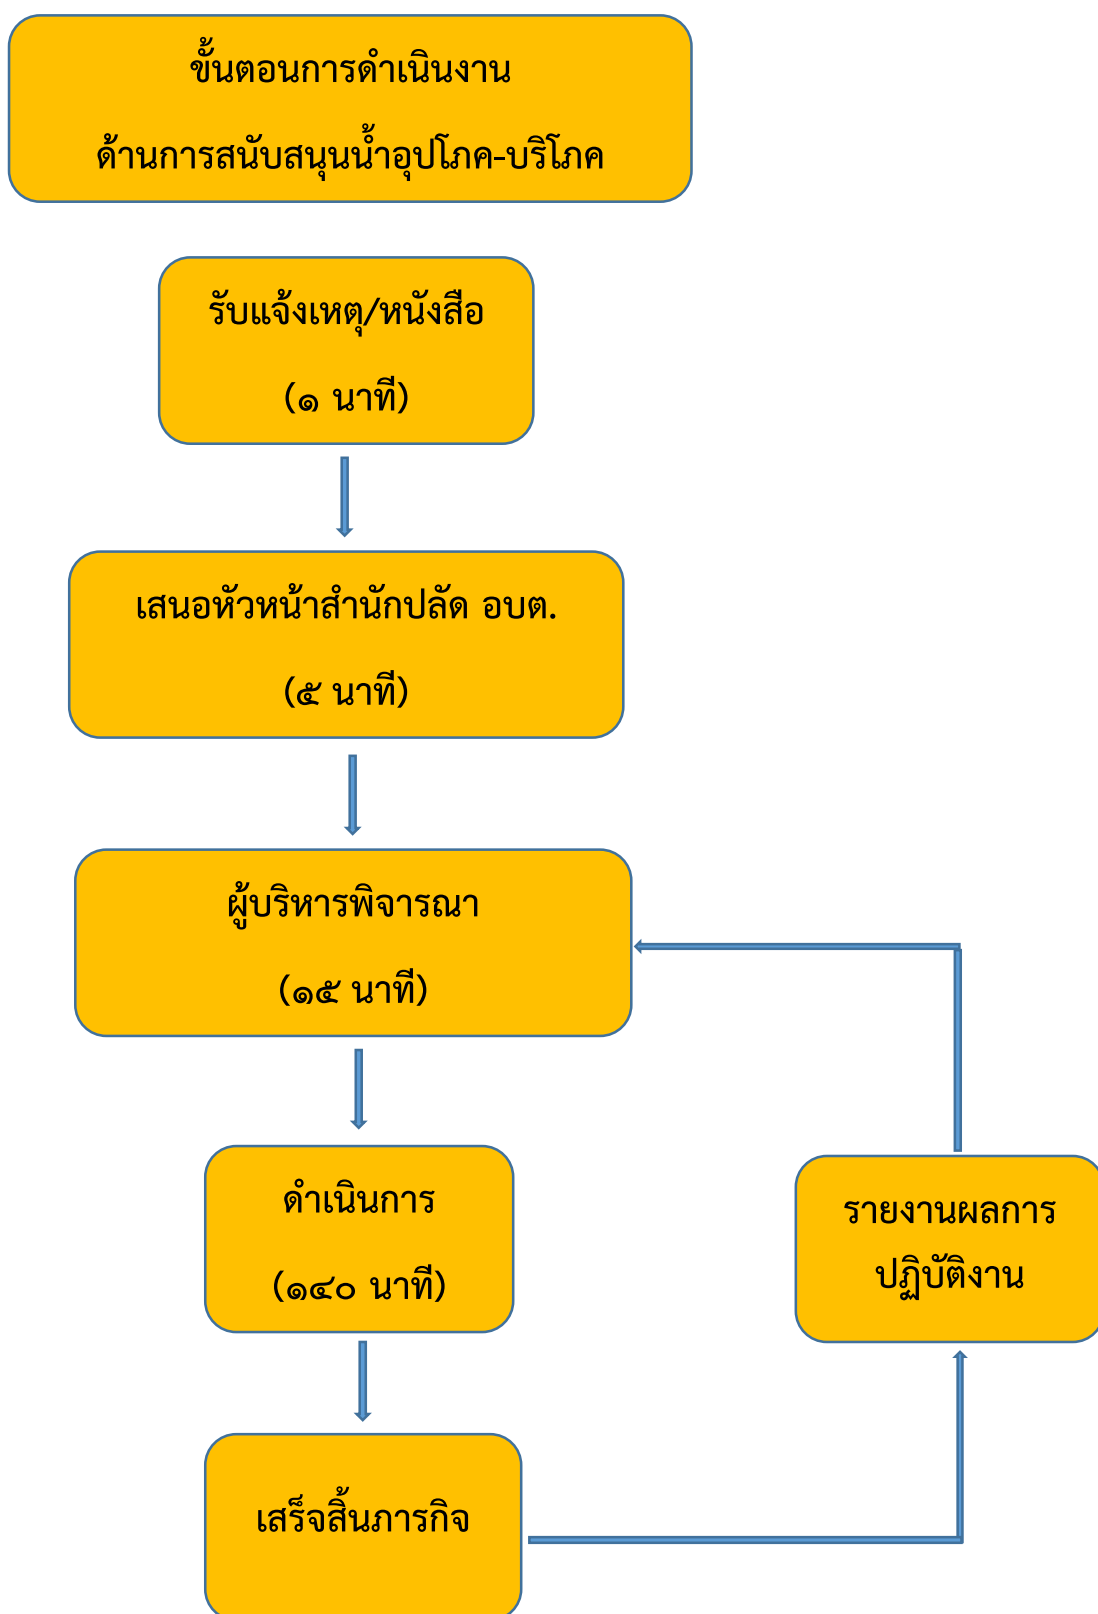 ขั้นตอนการดำเนินงาน
ด้านการสนับสนุนน้ำอุปโภค-บริโภค
รับแจ้งเหตุ/หนังสือ
(๑ นาที)
เสนอหัวหน้าสำนักปลัด อบต.
(๕ นาที)
ผู้บริหารพิจารณา
(๑๕ นาที)
ดำเนินการ
(๑๔๐ นาที)
รายงานผลการ
ปฏิบัติงาน
เสร็จสิ้นภารกิจ